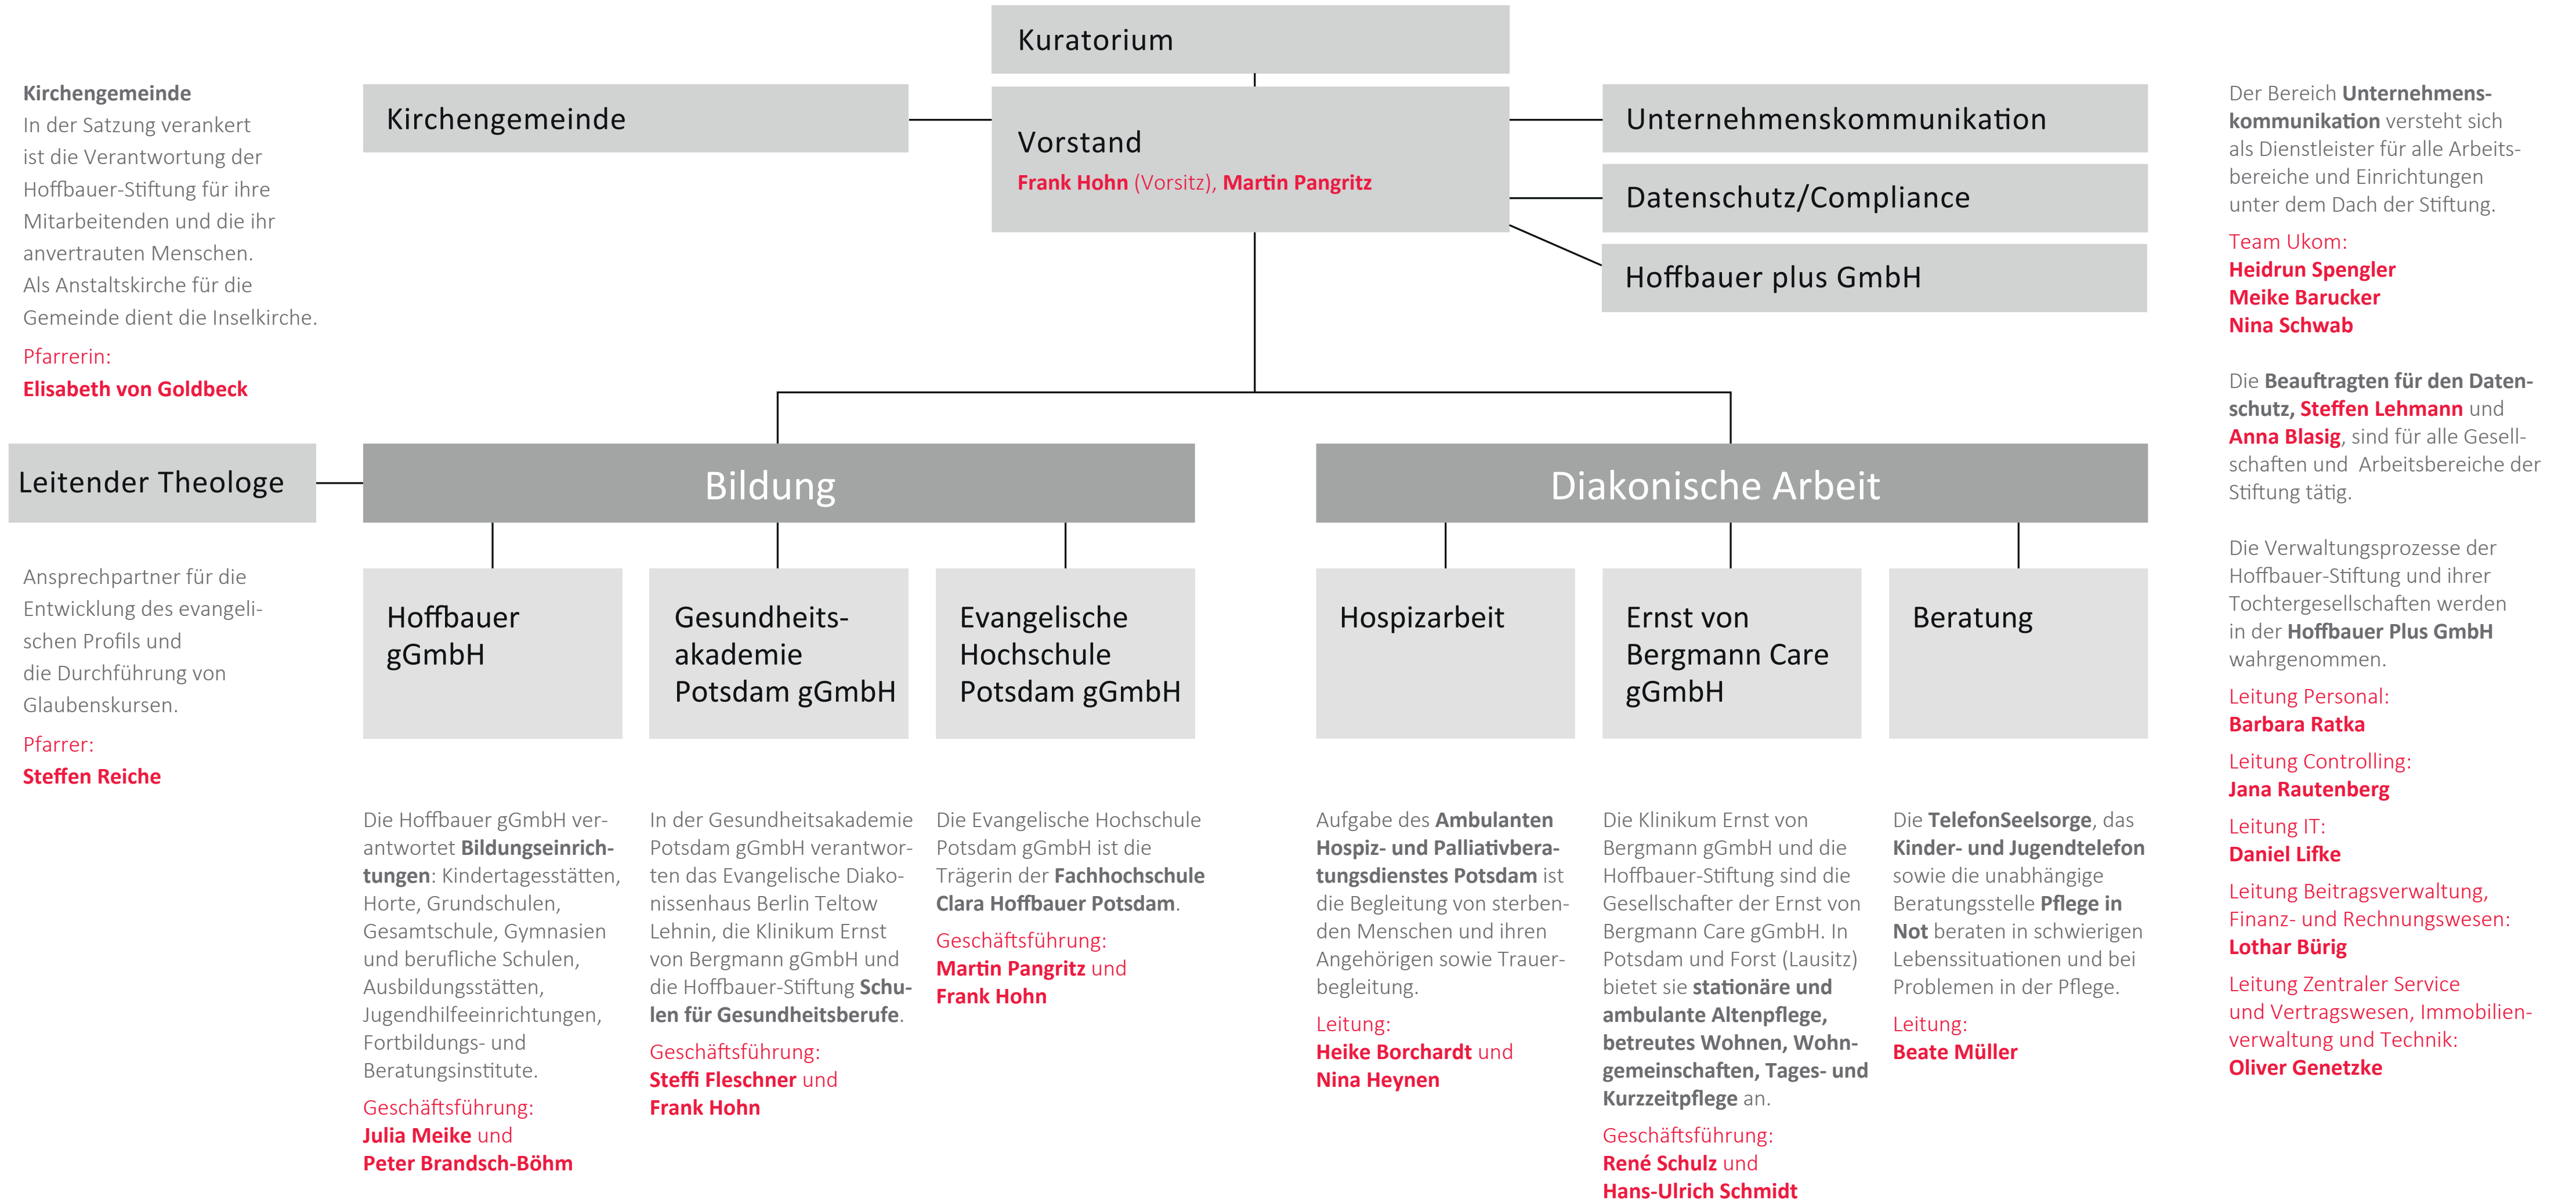 Kuratorium
Kirchengemeinde
In der Satzung verankert
ist die Verantwortung der
Hoffbauer-Stiftung für ihre
Mitarbeitenden und die ihr
anvertrauten Menschen.
Als Anstaltskirche für die
Gemeinde dient die Inselkirche.
Pfarrerin:
Elisabeth von Goldbeck
Kirchengemeinde
Vorstand
Frank Hohn (Vorsitz), Martin Pangritz
Unternehmenskommunikation
Datenschutz/Compliance
Hoffbauer plus GmbH
Der Bereich Unternehmens-
kommunikation versteht sich
als Dienstleister für alle Arbeits-
bereiche und Einrichtungen
unter dem Dach der Stiftung.
Team Ukom:
Heidrun Spengler
Meike Barucker
Nina Schwab
Die Beauftragten für den Daten-
schutz, Steffen Lehmann und
Anna Blasig, sind für alle Gesell-
schaften und Arbeitsbereiche der
Stiftung tätig.
Die Verwaltungsprozesse der
Hoffbauer-Stiftung und ihrer
Tochtergesellschaften werden
in der Hoffbauer Plus GmbH
wahrgenommen.
Leitung Personal:
Barbara Ratka
Leitung Controlling:
Jana Rautenberg
Leitung IT:
Daniel Lifke
Leitung Beitragsverwaltung,
Finanz- und Rechnungswesen:
Lothar Bürig
Leitung Zentraler Service
und Vertragswesen, Immobilien-
verwaltung und Technik:
Oliver Genetzke
Leitender Theologe
Ansprechpartner für die
Entwicklung des evangeli-
schen Profils und
die Durchführung von
Glaubenskursen.
Pfarrer:
Steffen Reiche
Bildung
Diakonische Arbeit
Hoffbauer
gGmbH
Gesundheits-
akademie
Potsdam gGmbH
Evangelische
Hochschule
Potsdam gGmbH
Hospizarbeit
Ernst von
Bergmann Care
gGmbH
Beratung
Die Hoffbauer gGmbH ver-
antwortet Bildungseinrich-
tungen: Kindertagesstätten,
Horte, Grundschulen,
Gesamtschule, Gymnasien
und berufliche Schulen,
Ausbildungsstätten,
Jugendhilfeeinrichtungen,
Fortbildungs- und
Beratungsinstitute.
Geschäftsführung:
Julia Meike und
Peter Brandsch-Böhm
In der Gesundheitsakademie
Potsdam gGmbH verantwor-
ten das Evangelische Diako-
nissenhaus Berlin Teltow
Lehnin, die Klinikum Ernst
von Bergmann gGmbH und
die Hoffbauer-Stiftung Schu-
len für Gesundheitsberufe.
Geschäftsführung:
Steffi Fleschner und
Frank Hohn
Die Evangelische Hochschule
Potsdam gGmbH ist die
Trägerin der Fachhochschule
Clara Hoffbauer Potsdam.
Geschäftsführung:
Martin Pangritz und
Frank Hohn
Aufgabe des Ambulanten
Hospiz- und Palliativbera-
tungsdienstes Potsdam ist
die Begleitung von sterben-
den Menschen und ihren
Angehörigen sowie Trauer-
begleitung.
Leitung:
Heike Borchardt und
Nina Heynen
Die Klinikum Ernst von
Bergmann gGmbH und die
Hoffbauer-Stiftung sind die
Gesellschafter der Ernst von
Bergmann Care gGmbH. In
Potsdam und Forst (Lausitz)
bietet sie stationäre und
ambulante Altenpflege,
betreutes Wohnen, Wohn-
gemeinschaften, Tages- und
Kurzzeitpflege an.
Geschäftsführung:
René Schulz und
Hans-Ulrich Schmidt
Die TelefonSeelsorge, das
Kinder- und Jugendtelefon
sowie die unabhängige
Beratungsstelle Pflege in
Not beraten in schwierigen
Lebenssituationen und bei
Problemen in der Pflege.
Leitung:
Beate Müller